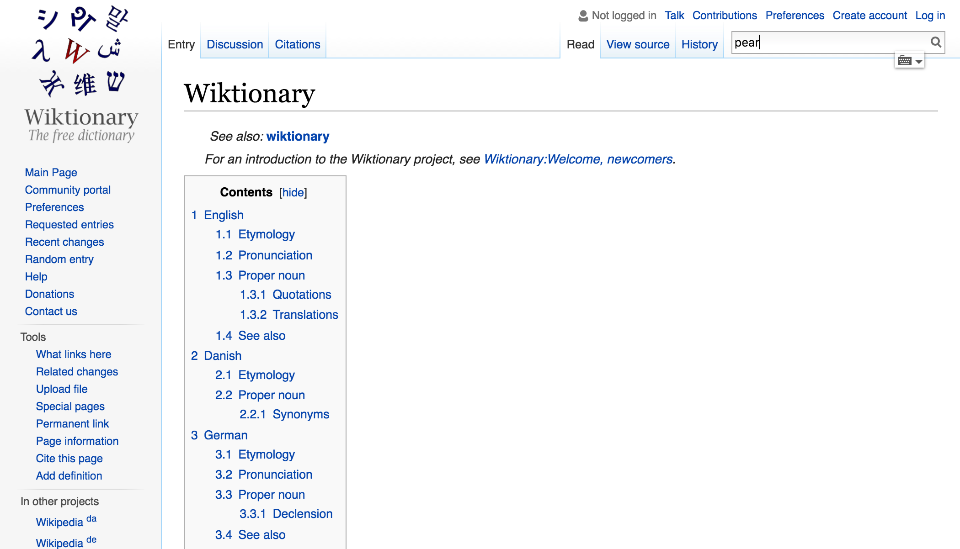 シ ዎ 말
λ W ش
维 ש
Wiktionary
The free dictionary
Not logged in Talk Contributions Preferences Create account Log in
Entry Discussion Citations Read View source History pear
Wiktionary
See also: wiktionary
For an introduction to the Wiktionary project, see Wiktionary:Welcome, newcomers.
Contents [hide]
1 English
1.1 Etymology
1.2 Pronunciation
1.3 Proper noun
1.3.1 Quotations
1.3.2 Translations
1.4 See also
2 Danish
2.1 Etymology
2.2 Proper noun
2.2.1 Synonyms
3 German
3.1 Etymology
3.2 Pronunciation
3.3 Proper noun
3.3.1 Declension
3.4 See also
Main Page
Community portal
Preferences
Requested entries
Recent changes
Random entry
Help
Donations
Contact us
Tools
What links here
Related changes
Upload file
Special pages
Permanent link
Page information
Cite this page
Add definition
In other projects
Wikipedia da
Wikipedia de